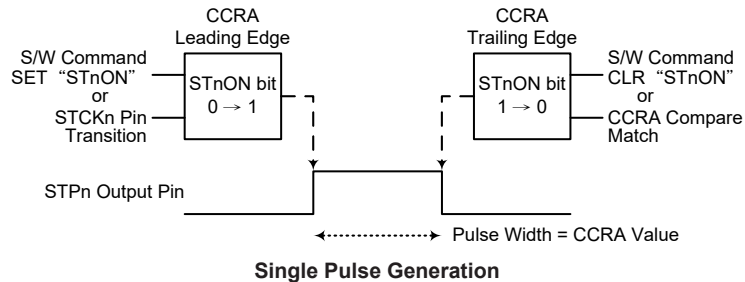 CCRA
Leading Edge
S/W Command
SET “STnON”
or
STCKn Pin
Transition
STnON bit
0 → 1
CCRA
Trailing Edge
STnON bit
1 → 0
S/W Command
CLR “STnON”
or
CCRA Compare
Match
STPn Output Pin
Pulse Width = CCRA Value
Single Pulse Generation